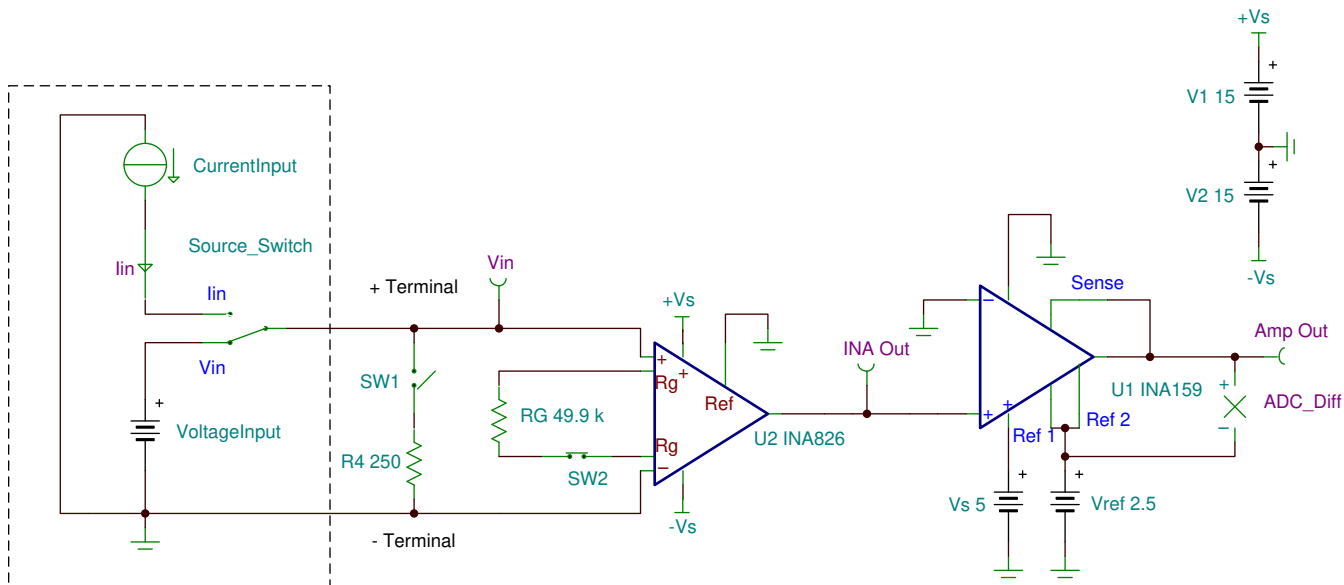 +Vs
+
V1 15
+
V2 15
-Vs
CurrentInput
Source_Switch
Iin
Iin
Vin
+
VoltageInput
+ Terminal
Vin
SW1
R4 250
- Terminal
RG 49.9 k
SW2
+Vs
+
+
Rg
Ref
Rg
−
-Vs
U2 INA826
INA Out
−
Sense
+
+
Ref 1
Ref 2
U1 INA159
Amp Out
+
ADC_Diff
−
+
Vs 5
+
Vref 2.5